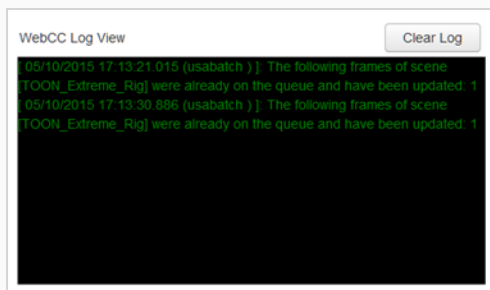 WebCC Log View
Clear Log
[ 05/10/2015 17:13:21.015 (usabatch ) ]: The following frames of scene
[TOON_Extreme_Rig] were already on the queue and have been updated: 1
[ 05/10/2015 17:13:30.886 (usabatch ) ]: The following frames of scene
[TOON_Extreme_Rig] were already on the queue and have been updated: 1